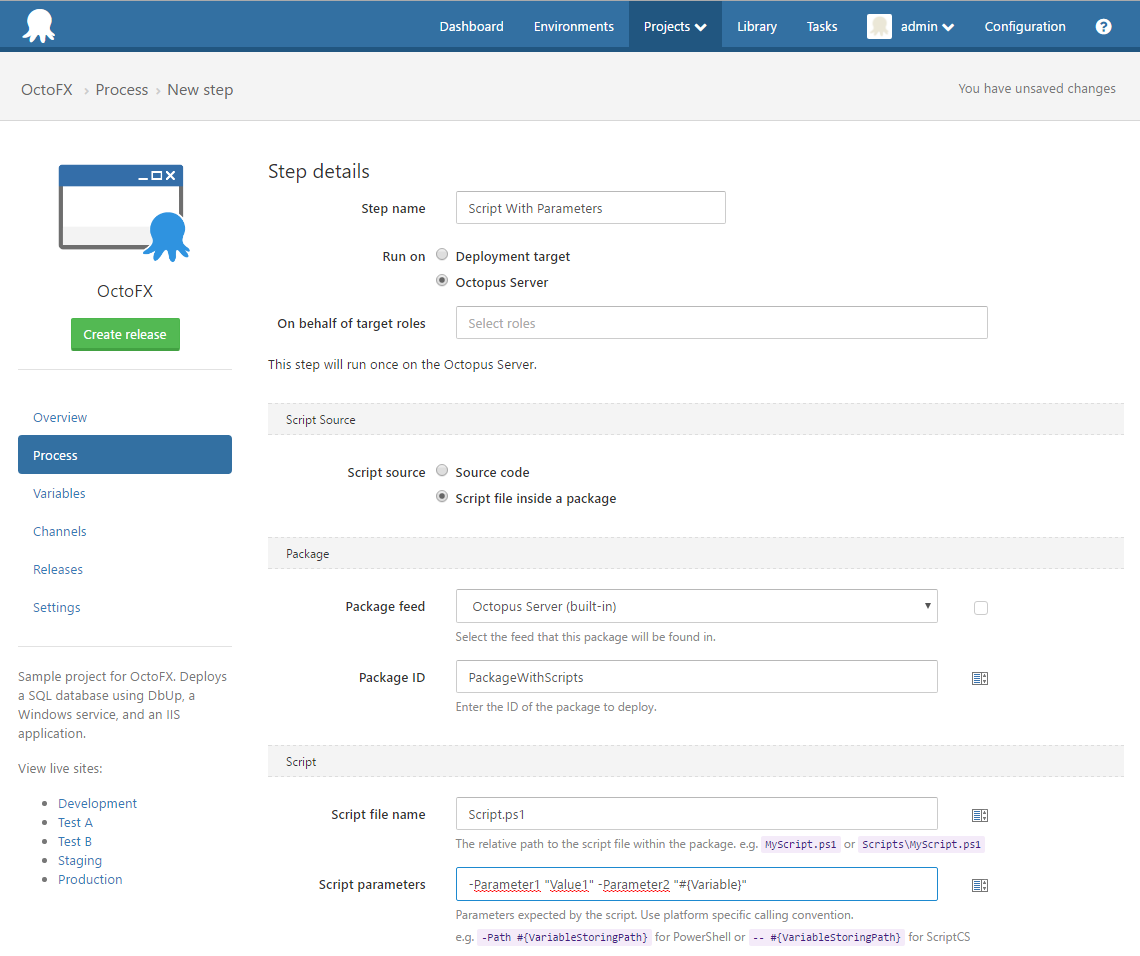 Dashboard Environments Projects Library Tasks admin Configuration ?
OctoFX › Process › New step You have unsaved changes
OctoFX
Create release
Overview
Process
Variables
Channels
Releases
Settings
Sample project for OctoFX. Deploys
a SQL database using DbUp, a
Windows service, and an IIS
application.
View live sites:
Development
Test A
Test B
Staging
Production
Step details
Step name Script With Parameters
Run on Deployment target
Octopus Server
On behalf of target roles Select roles
This step will run once on the Octopus Server.
Script Source
Script source Source code
Script file inside a package
Package
Package feed Octopus Server (built-in)
Select the feed that this package will be found in.
Package ID PackageWithScripts
Enter the ID of the package to deploy.
Script
Script file name Script.ps1
The relative path to the script file within the package. e.g. MyScript.ps1 or Scripts\MyScript.ps1
Script parameters -Parameter1 "Value1" -Parameter2 "#{Variable}"
Parameters expected by the script. Use platform specific calling convention.
e.g. -Path #{VariableStoringPath} for PowerShell or -- #{VariableStoringPath} for ScriptCS